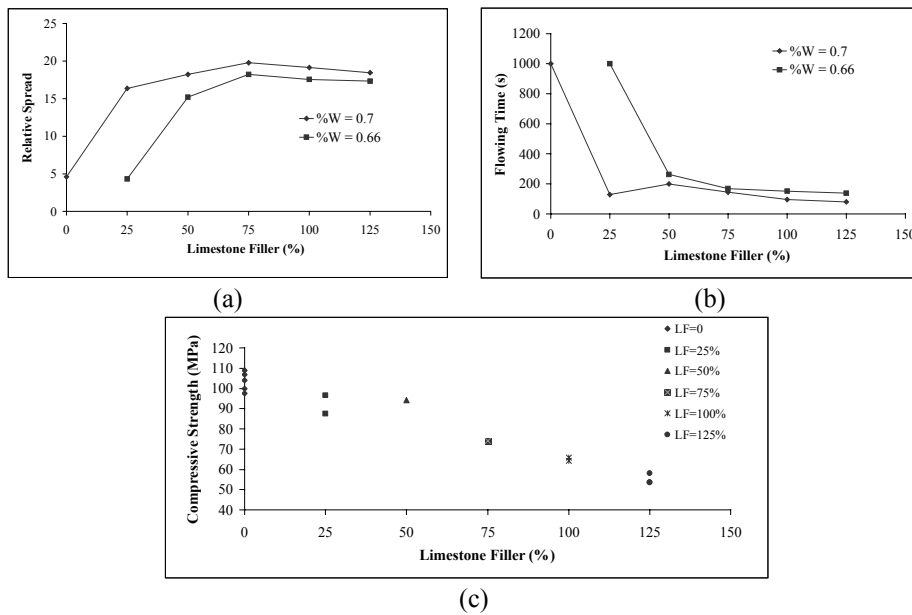 25
20
15
10
5
0
Relative Spread
%W = 0.7
%W = 0.66
0 25 50 75 100 125 150
Limestone Filler (%)
(a)
1200
1000
800
600
400
200
0
Flowing Time (s)
%W = 0.7
%W = 0.66
0 25 50 75 100 125 150
Limestone Filler (%)
(b)
120
110
100
90
80
70
60
50
40
Compressive Strength (MPa)
LF=0
LF=25%
LF=50%
LF=75%
LF=100%
LF=125%
0 25 50 75 100 125 150
Limestone Filler (%)
(c)